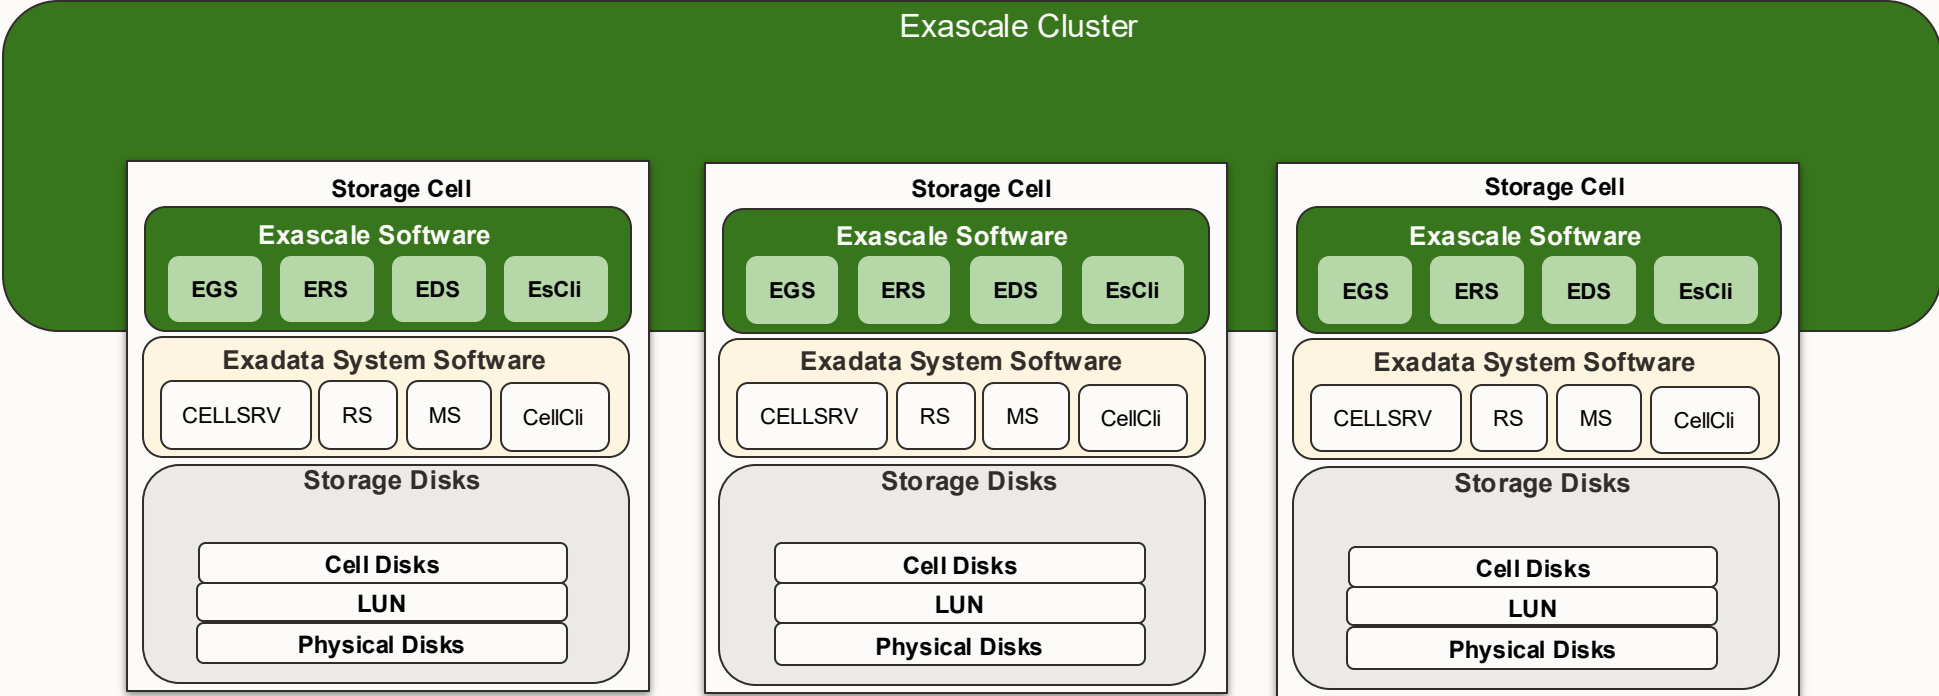 Exascale Cluster
Storage Cell
Exascale Software
EGS ERS EDS EsCli
Exadata System Software
CELLSRV RS MS CellCli
Storage Disks
Cell Disks
LUN
Physical Disks
Storage Cell
Exascale Software
EGS ERS EDS EsCli
Exadata System Software
CELLSRV RS MS CellCli
Storage Disks
Cell Disks
LUN
Physical Disks
Storage Cell
Exascale Software
EGS ERS EDS EsCli
Exadata System Software
CELLSRV RS MS CellCli
Storage Disks
Cell Disks
LUN
Physical Disks